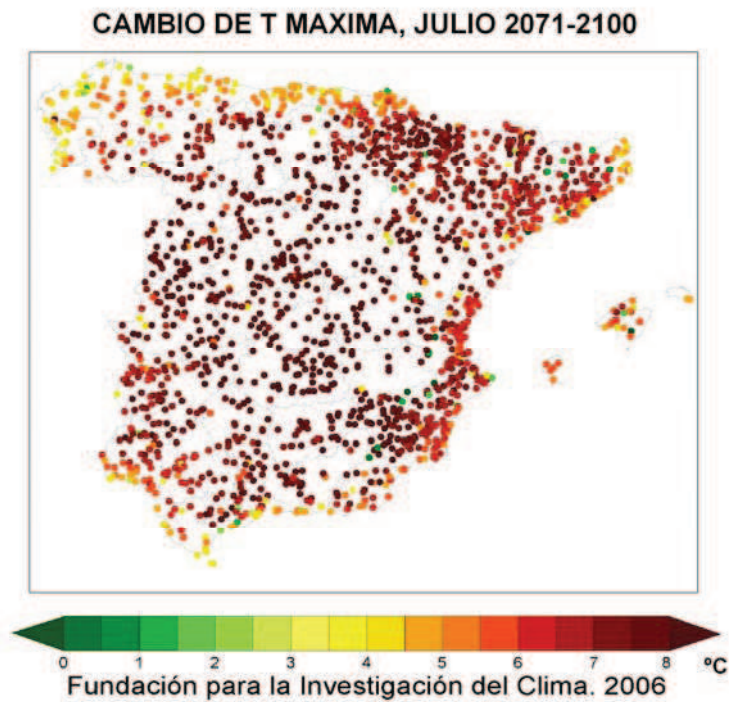 CAMBIO DE T MAXIMA, JULIO 2071-2100
0 1 2 3 4 5 6 7 8 ºC
Fundación para la Investigación del Clima. 2006